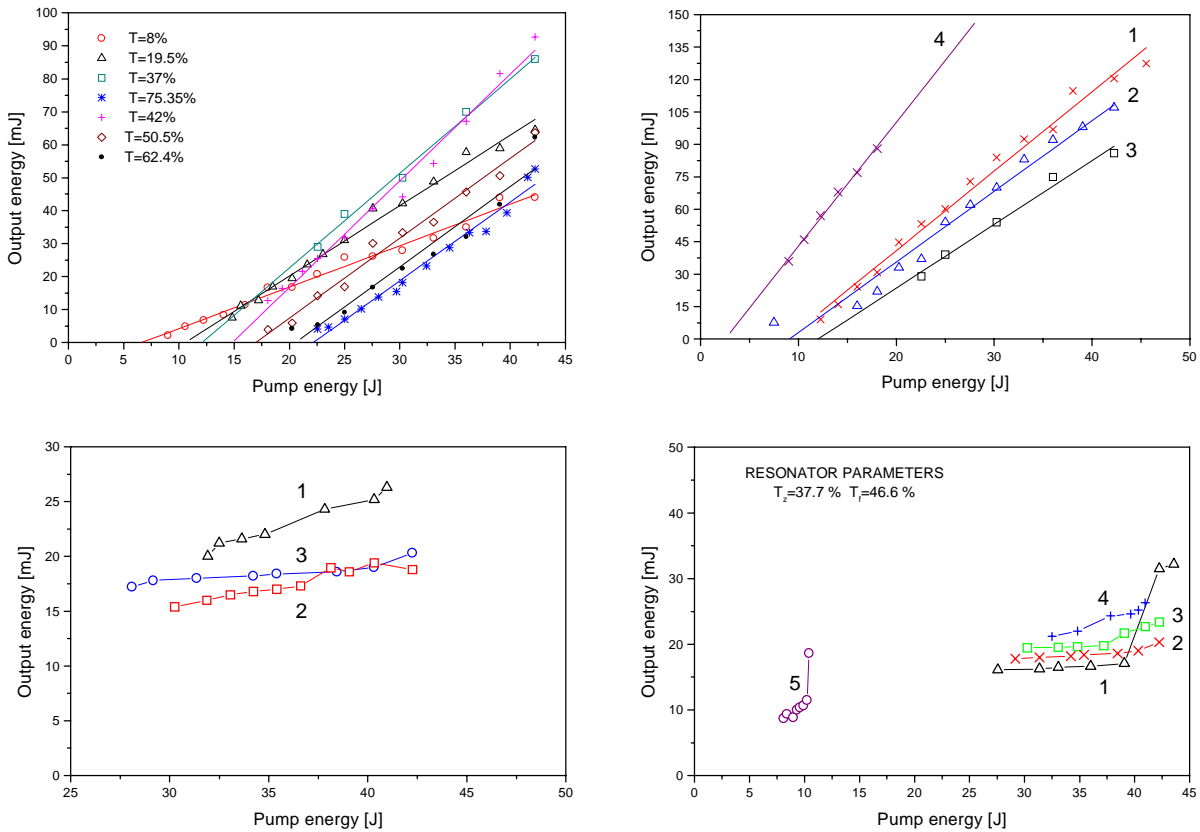 100
90
80
70
60
50
40
30
20
10
0
Output energy [mJ]
T=8%
T=19.5%
T=37%
T=75.35%
T=42%
T=50.5%
T=62.4%
0 5 10 15 20 25 30 35 40 45
Pump energy [J]
150
135
120
105
90
75
60
45
30
15
0
Output energy [mJ]
4
1
2
3
0 10 20 30 40 50
Pump energy [J]
30
25
20
15
10
5
0
Output energy [mJ]
1
3
2
25 30 35 40 45 50
Pump energy [J]
50
40
30
20
10
0
Output energy [mJ]
RESONATOR PARAMETERS
Tz=37.7 % Tf=46.6 %
4
3
2
1
5
0 5 10 15 20 25 30 35 40 45
Pump energy [J]